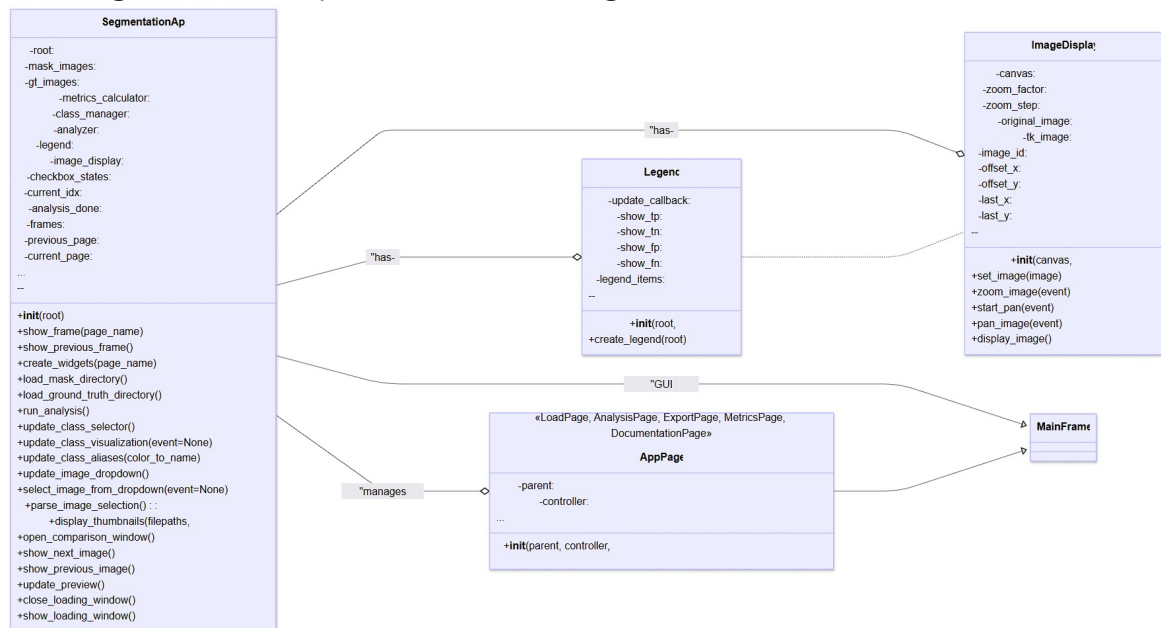 SegmentationAp
-root:
-mask_images:
-gt_images:
-metrics_calculator:
-class_manager:
-analyzer:
-legend:
-image_display:
-checkbox_states:
-current_idx:
-analysis_done:
-frames:
-previous_page:
-current_page:
...
--
+init(root)
+show_frame(page_name)
+show_previous_frame()
+create_widgets(page_name)
+load_mask_directory()
+load_ground_truth_directory()
+run_analysis()
+update_class_selector()
+update_class_visualization(event=None)
+update_class_aliases(color_to_name)
+update_image_dropdown()
+select_image_from_dropdown(event=None)
+parse_image_selection() : :
+display_thumbnails(filepaths,
+open_comparison_window()
+show_next_image()
+show_previous_image()
+update_preview()
+close_loading_window()
+show_loading_window()
"has-
"has-
"GUI
"manages
Legend
-update_callback:
-show_tp:
-show_tn:
-show_fp:
-show_fn:
-legend_items:
--
+init(root,
+create_legend(root)
«LoadPage, AnalysisPage, ExportPage, MetricsPage,
DocumentationPage»
AppPage
-parent:
-controller:
...
+init(parent, controller,
ImageDisplay
-canvas:
-zoom_factor:
-zoom_step:
-original_image:
-tk_image:
-image_id:
-offset_x:
-offset_y:
-last_x:
-last_y:
--
+init(canvas,
+set_image(image)
+zoom_image(event)
+start_pan(event)
+pan_image(event)
+display_image()
MainFrame